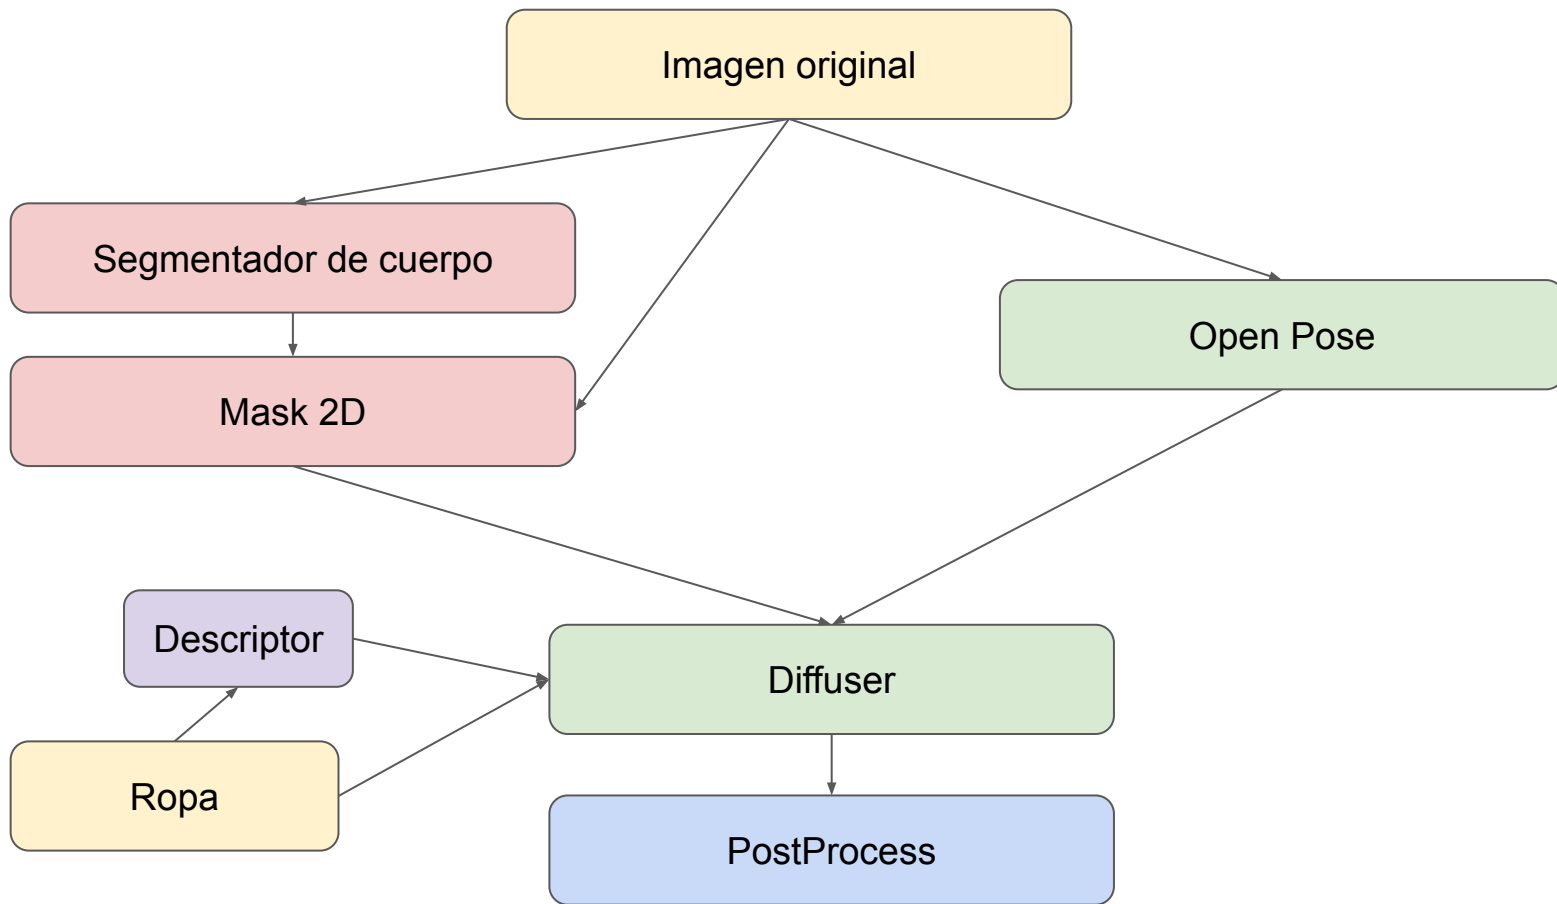 Imagen original
Segmentador de cuerpo
Open Pose
Mask 2D
Descriptor
Diffuser
Ropa
PostProcess